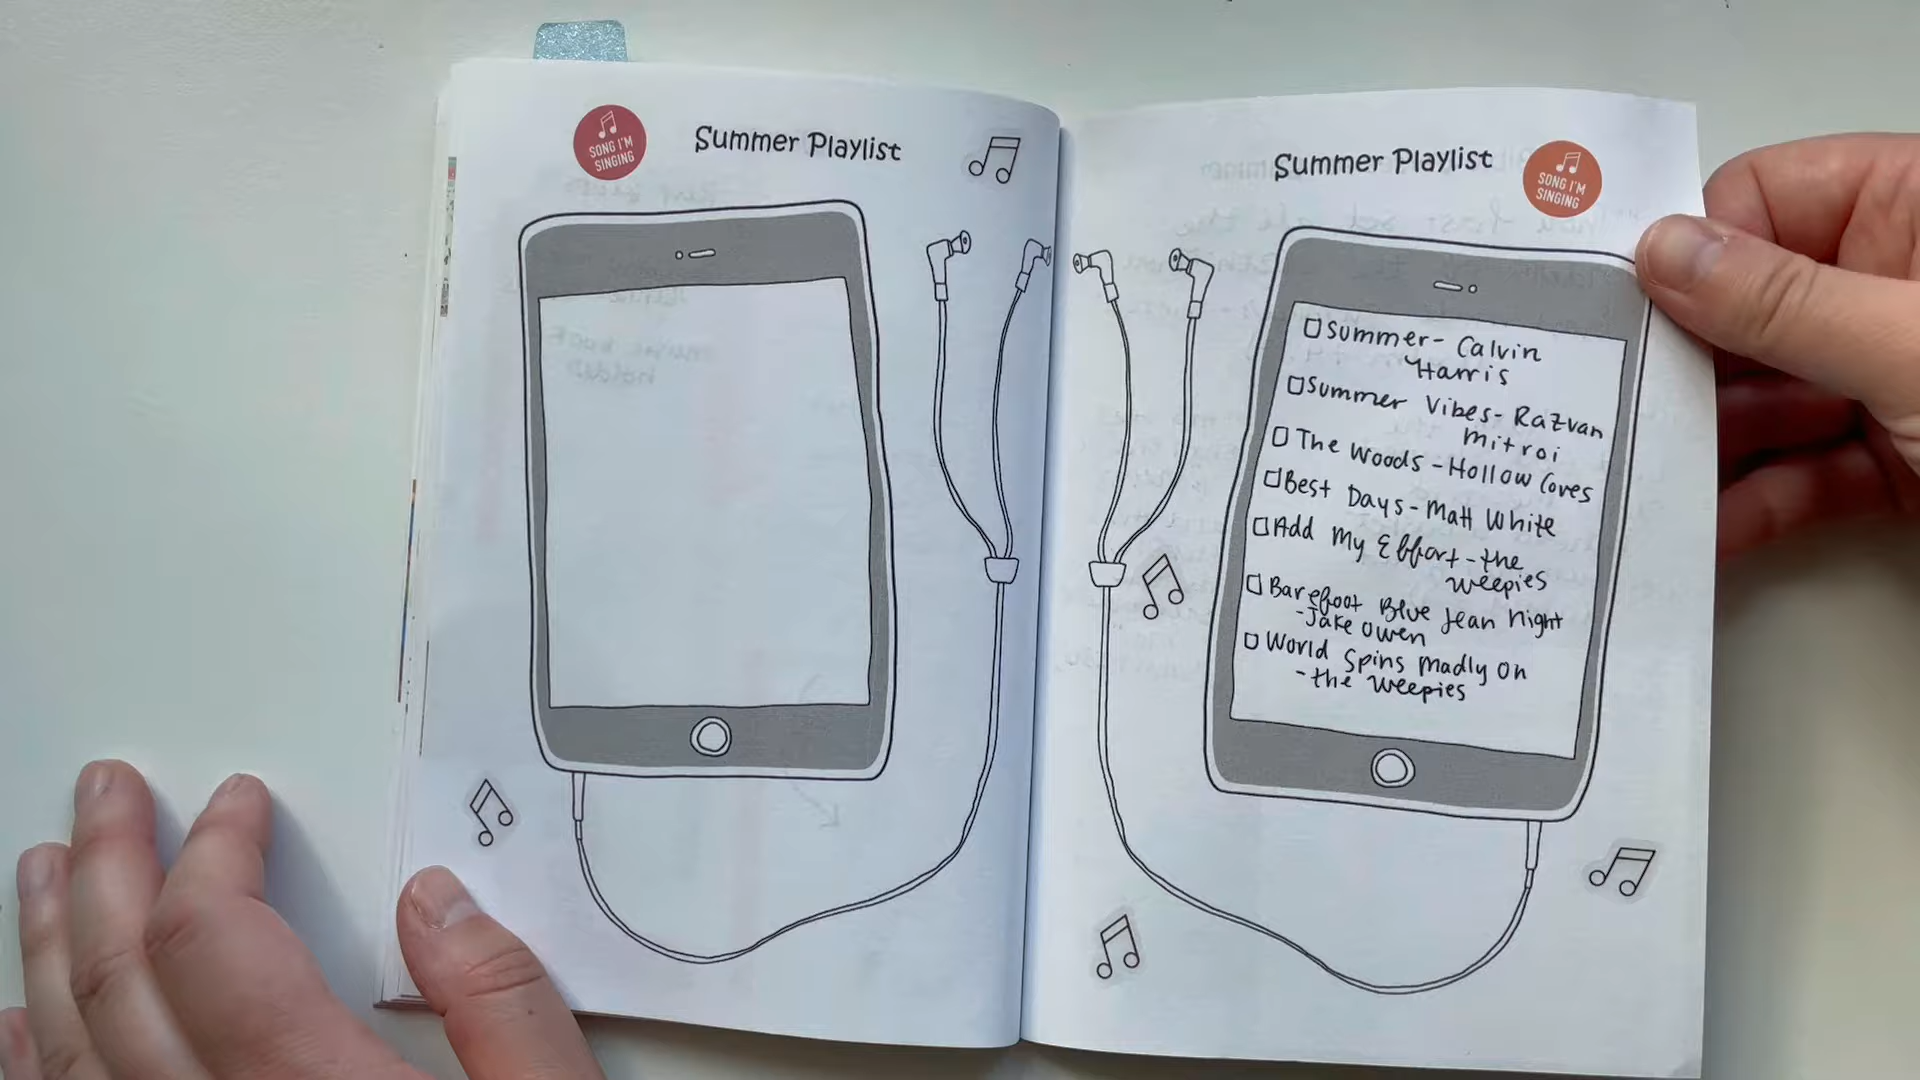 SONG I'M
SINGING
Summer Playlist
Summer Playlist
SONG I'M
SINGING
Summer - Calvin
Harris
Summer Vibes - Razvan
Mitroi
The Woods - Hollow Coves
Best Days - Matt White
Add My Effort - the
weepies
Barefoot Blue Jean Night
- Jake Owen
World Spins Madly On
- the weepies